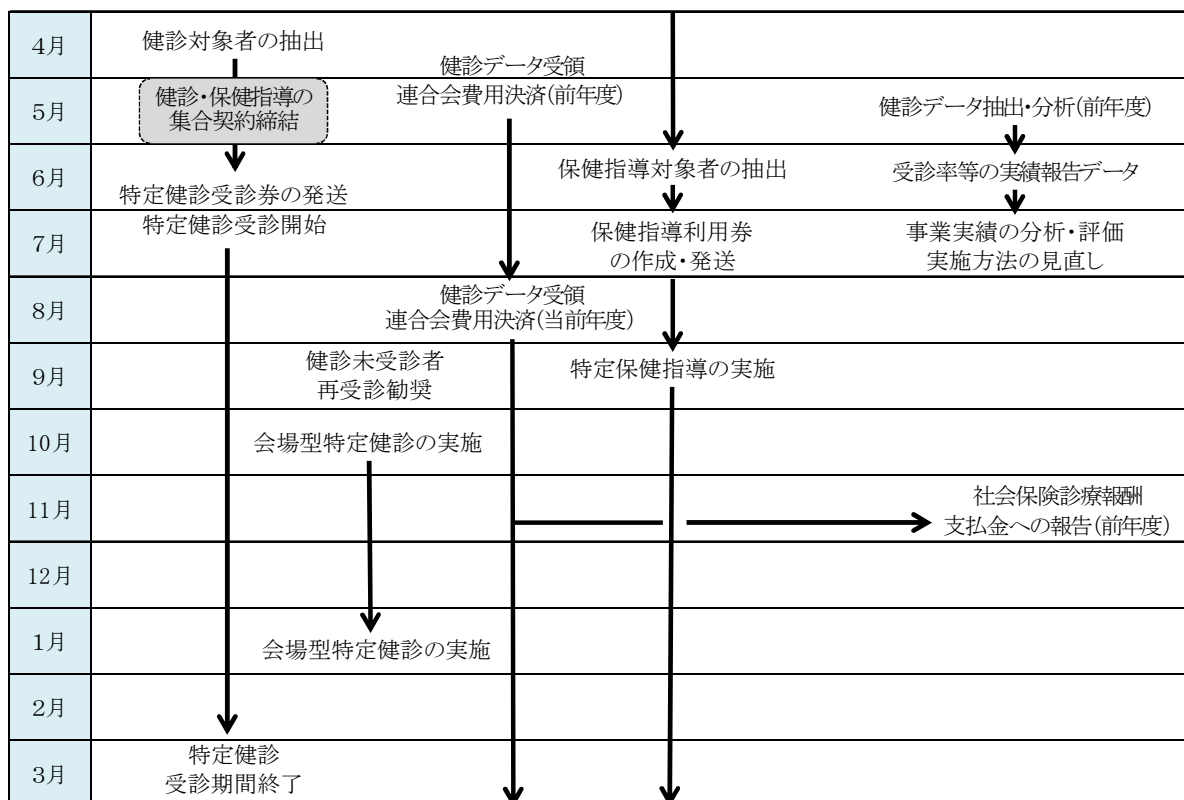 4月
健診対象者の抽出
健診データ受領
連合会費用決済(前年度)
5月
健診・保健指導の
集合契約締結
健診データ抽出・分析(前年度)
6月
特定健診受診券の発送
保健指導対象者の抽出
受診率等の実績報告データ
7月
特定健診受診開始
保健指導利用券
の作成・発送
事業実績の分析・評価
実施方法の見直し
8月
健診データ受領
連合会費用決済(当前年度)
9月
健診未受診者
再受診勧奨
特定保健指導の実施
10月
会場型特定健診の実施
11月
社会保険診療報酬
支払金への報告(前年度)
12月
1月
会場型特定健診の実施
2月
3月
特定健診
受診期間終了